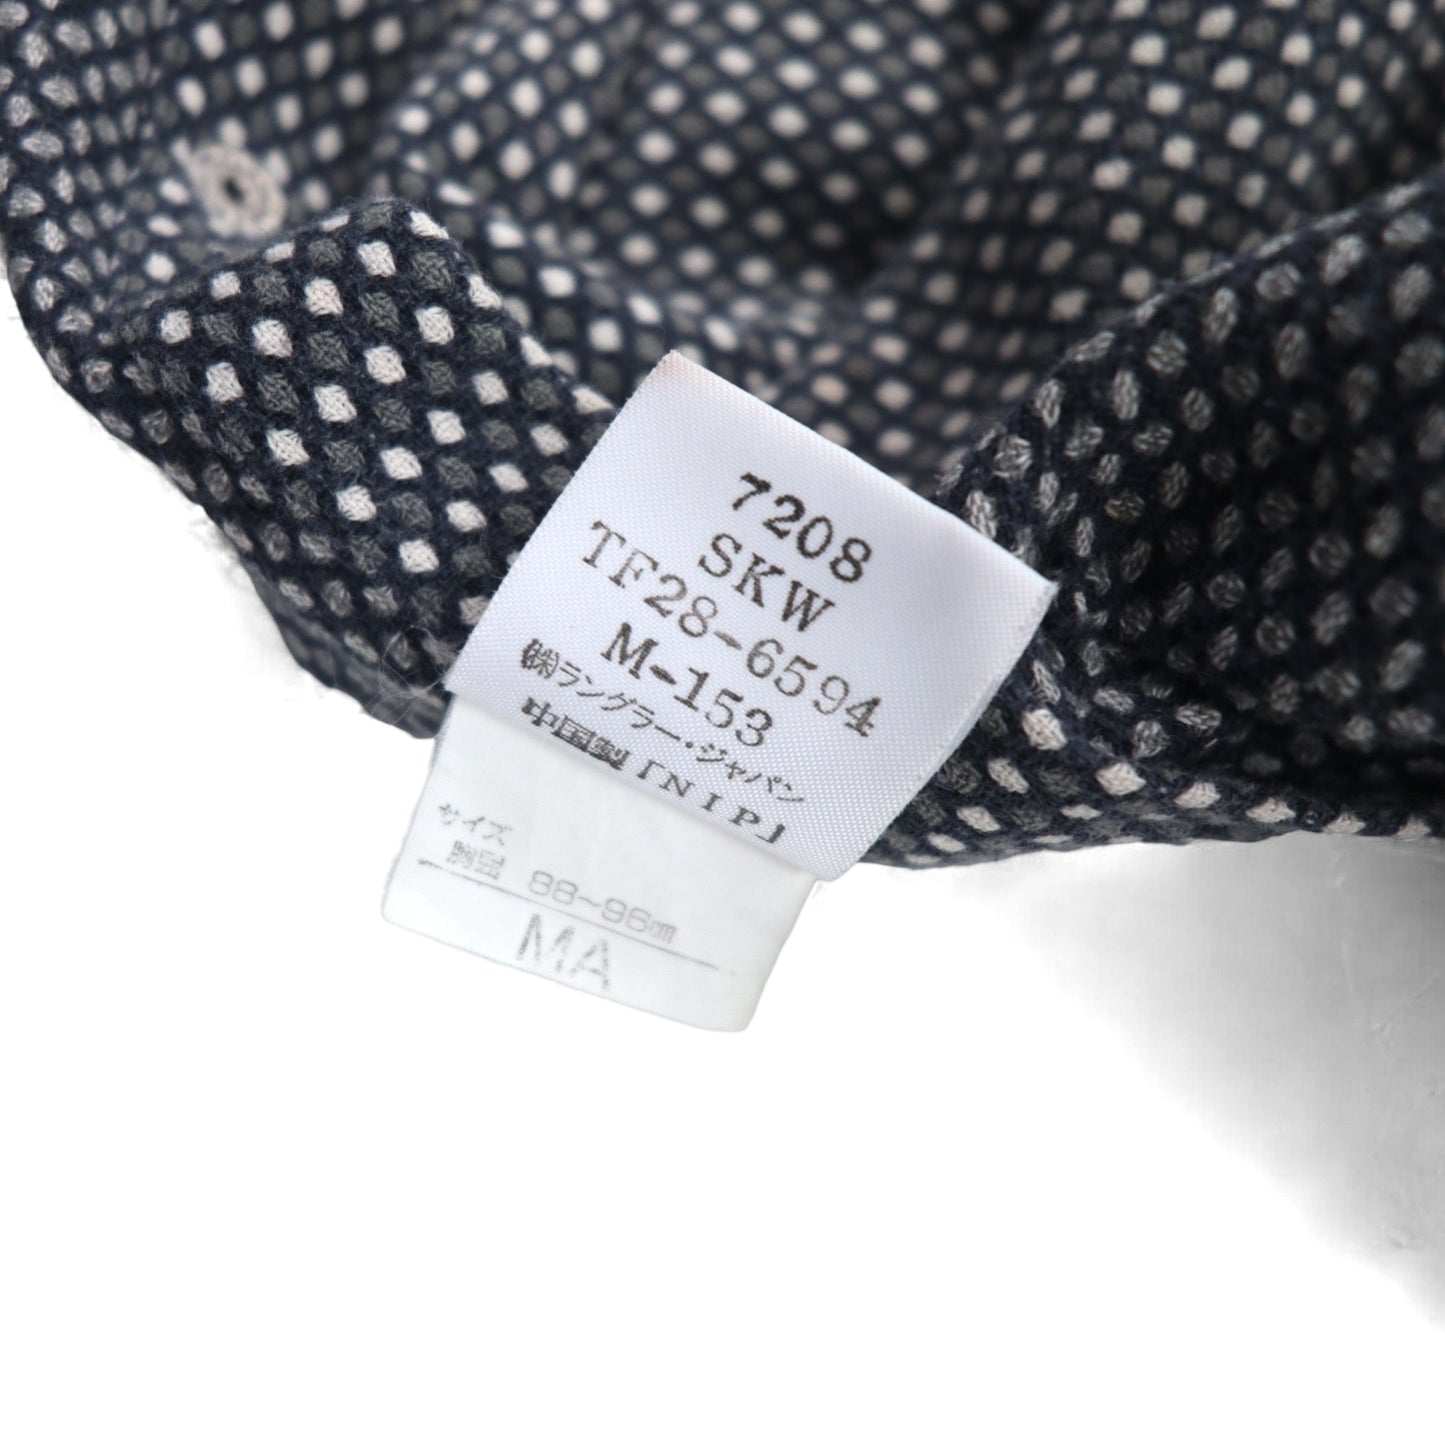 7208
SKW
TF28-6594
M-153
㈱ラングラー・ジャパン
中国製「NIP」
サイズ
胸囲 88~96㎝
MA